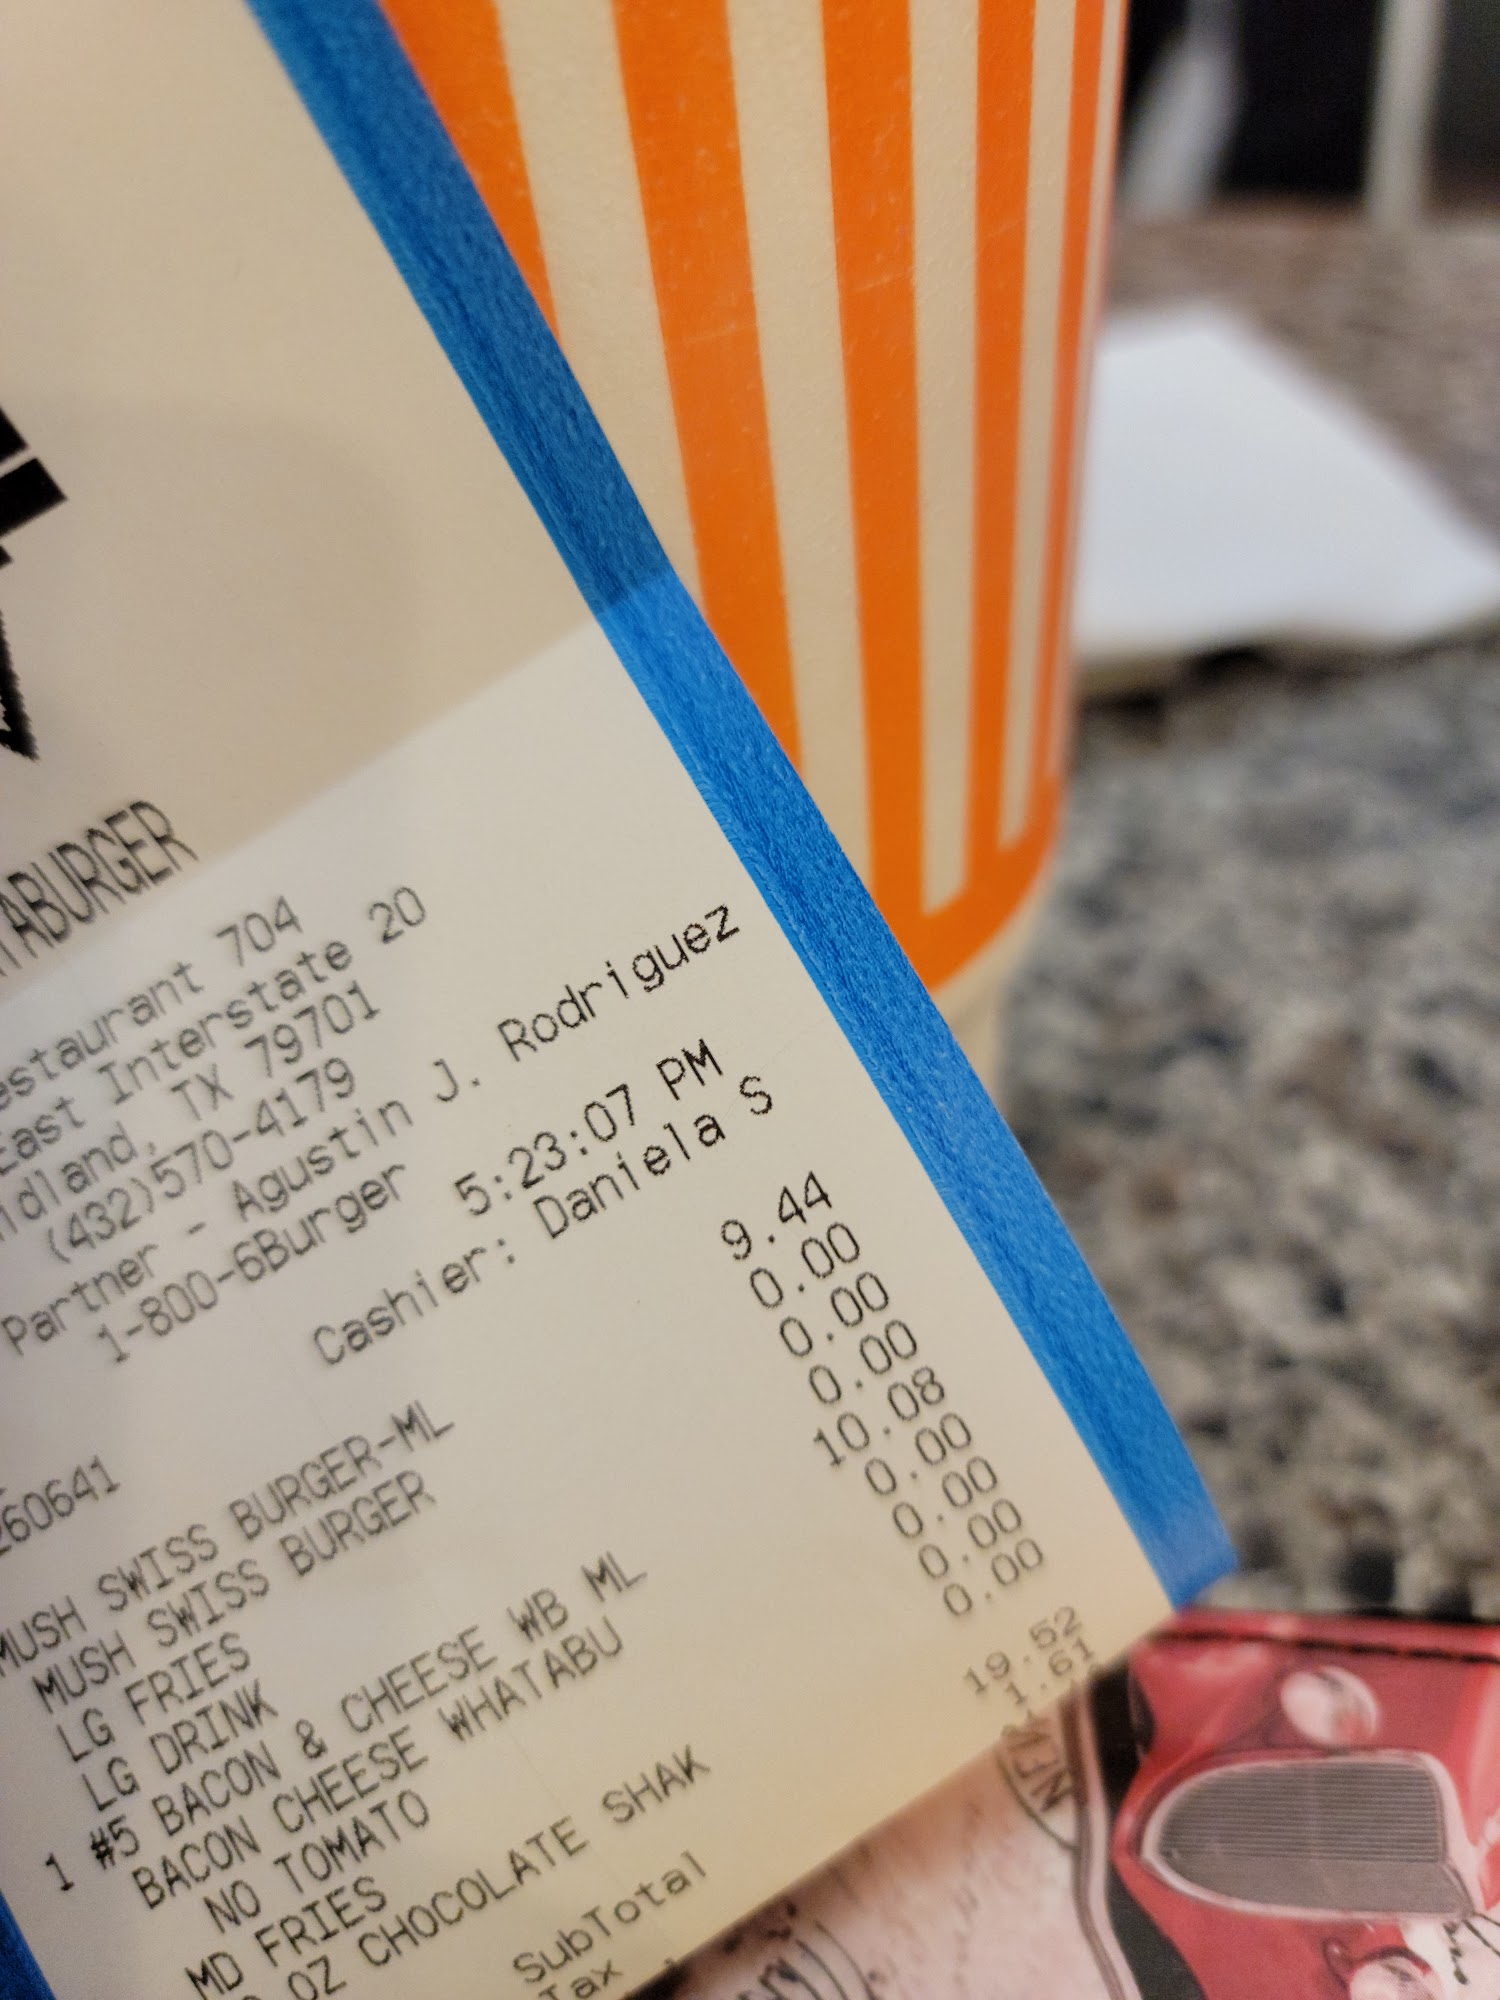 TABURGER
estaurant 704
East Interstate 20
idland, TX 79701
(432)570-4179
Partner - Agustin J. Rodriguez
1-800-6Burger
5:23:07 PM
Cashier: Daniela S
260641
MUSH SWISS BURGER-ML 9.44
MUSH SWISS BURGER 0.00
LG FRIES 0.00
LG DRINK 0.00
1 #5 BACON & CHEESE WB ML 10.08
BACON CHEESE WHATABU 0.00
NO TOMATO 0.00
MD FRIES 0.00
OZ CHOCOLATE SHAK 0.00
SubTotal 19.52
Tax 1.61
NEW